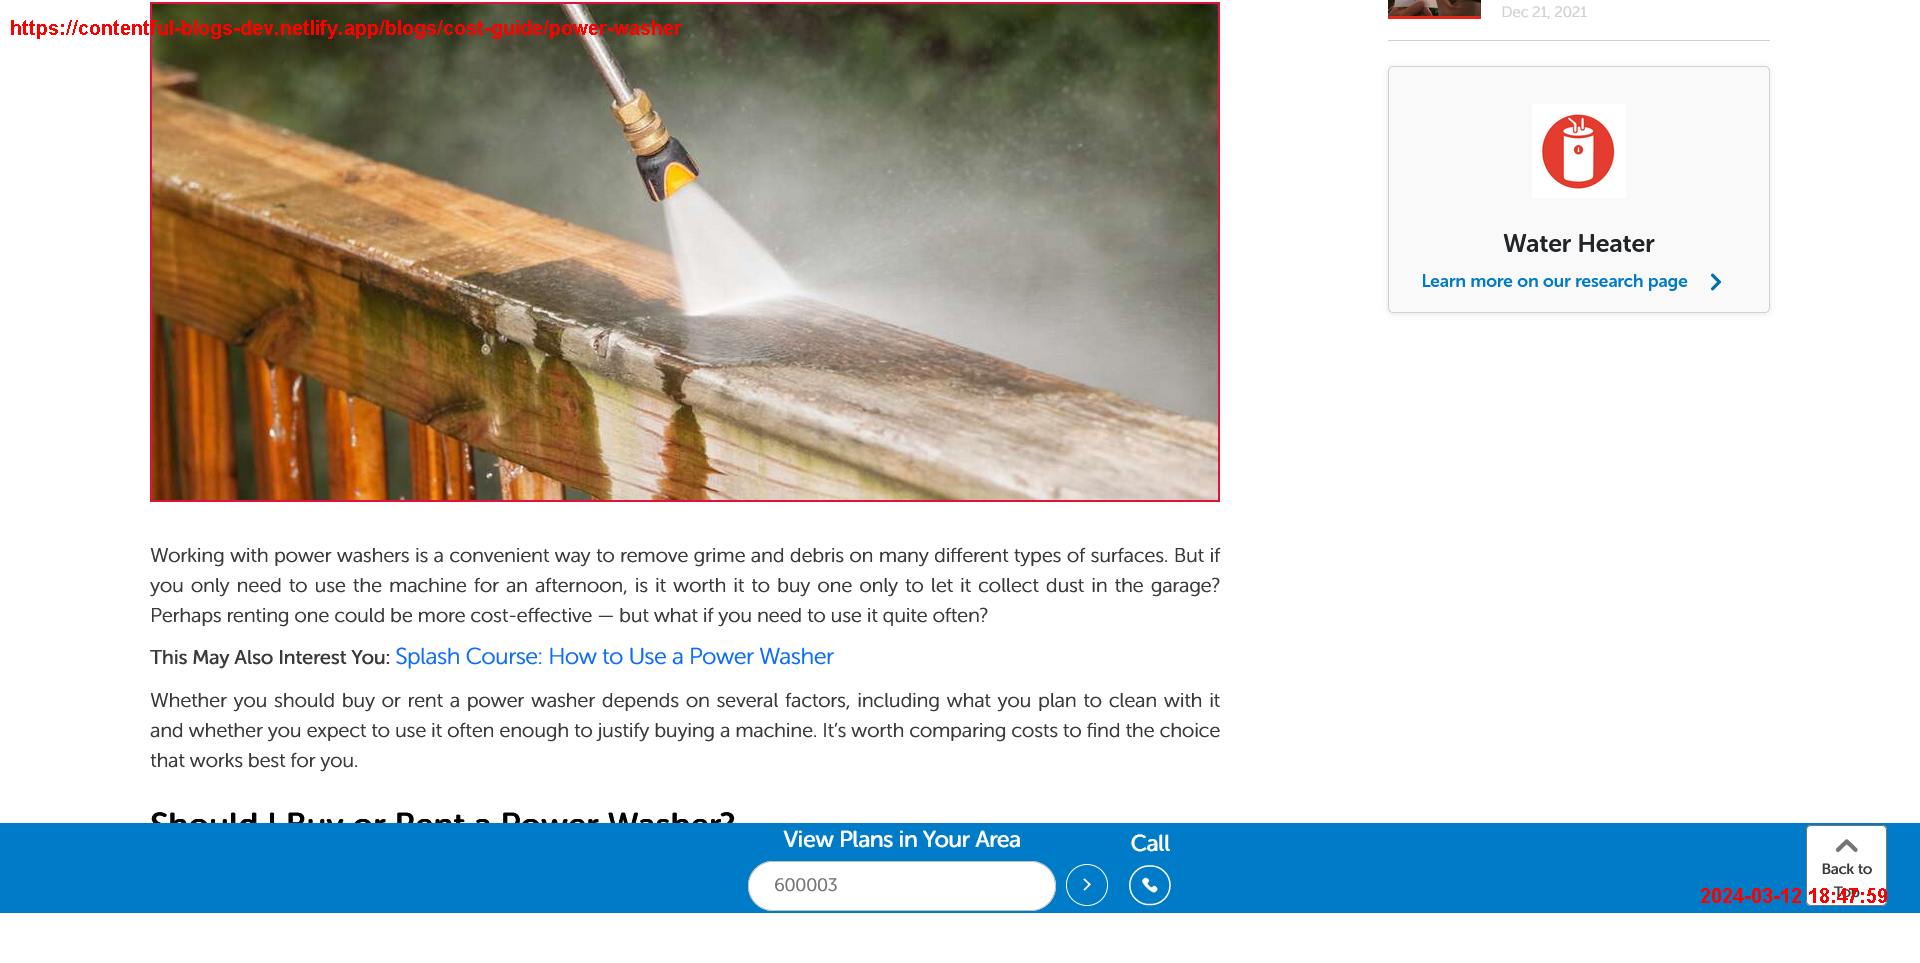 https://contentful-blogs-dev.netlify.app/blogs/cost-guide/power-washer
Dec 21, 2021
Water Heater
Learn more on our research page
Working with power washers is a convenient way to remove grime and debris on many different types of surfaces. But if
you only need to use the machine for an afternoon, is it worth it to buy one only to let it collect dust in the garage?
Perhaps renting one could be more cost-effective — but what if you need to use it quite often?
This May Also Interest You: Splash Course: How to Use a Power Washer
Whether you should buy or rent a power washer depends on several factors, including what you plan to clean with it
and whether you expect to use it often enough to justify buying a machine. It’s worth comparing costs to find the choice
that works best for you.
Should I Buy or Rent a Power Washer?
View Plans in Your Area
600003
Call
Back to
Top
2024-03-12 18:47:59